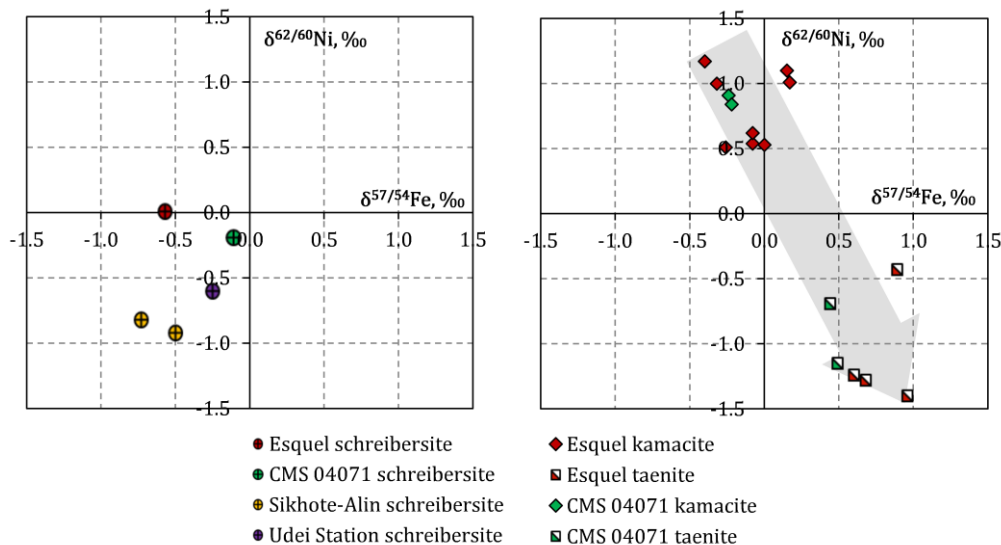 1.5
δ62/60Ni, ‰
1.0
0.5
0.0
δ57/54Fe, ‰
-1.5 -1.0 -0.5 0.0 0.5 1.0 1.5
-0.5
-1.0
-1.5
1.5
δ62/60Ni, ‰
1.0
0.5
δ57/54Fe, ‰
0.0
-1.5 -1.0 -0.5 0.0 0.5 1.0 1.5
-0.5
-1.0
-1.5
Esquel schreibersite
CMS 04071 schreibersite
Sikhote-Alin schreibersite
Udei Station schreibersite
Esquel kamacite
Esquel taenite
CMS 04071 kamacite
CMS 04071 taenite